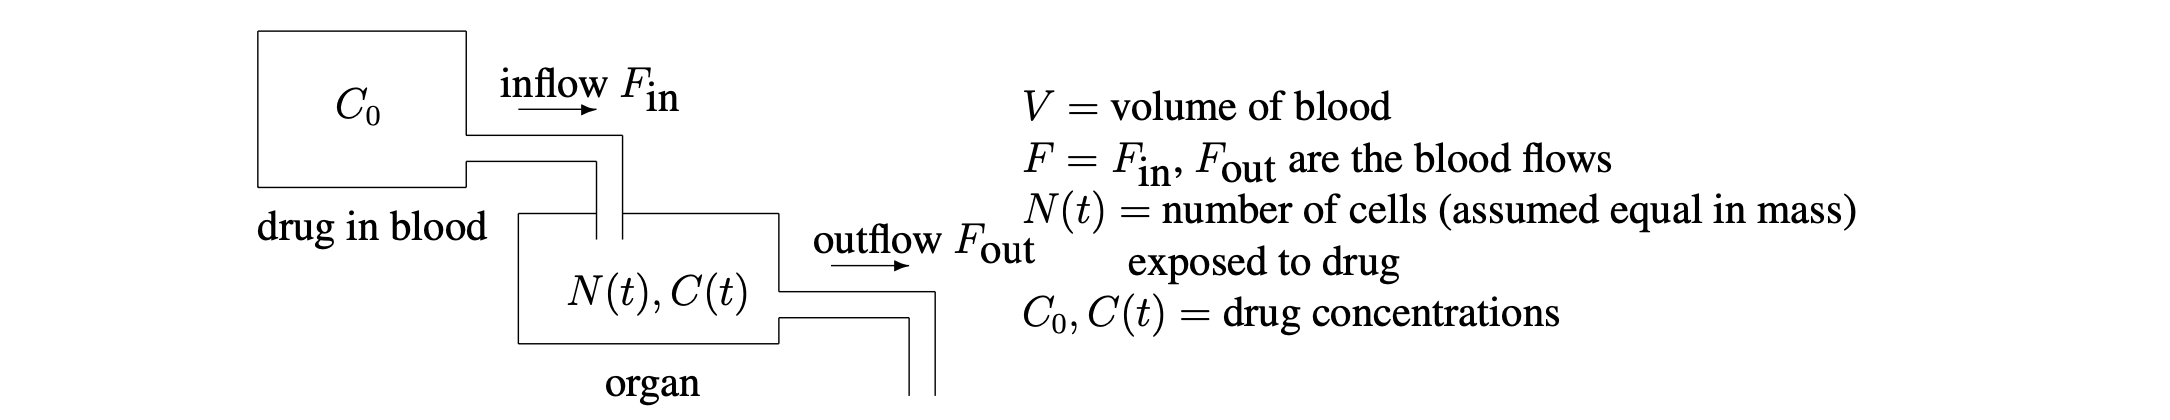 C₀
inflow F_in
drug in blood
N(t), C(t)
outflow F_out
organ
V = volume of blood
F = F_in, F_out are the blood flows
N(t) = number of cells (assumed equal in mass)
exposed to drug
C₀, C(t) = drug concentrations